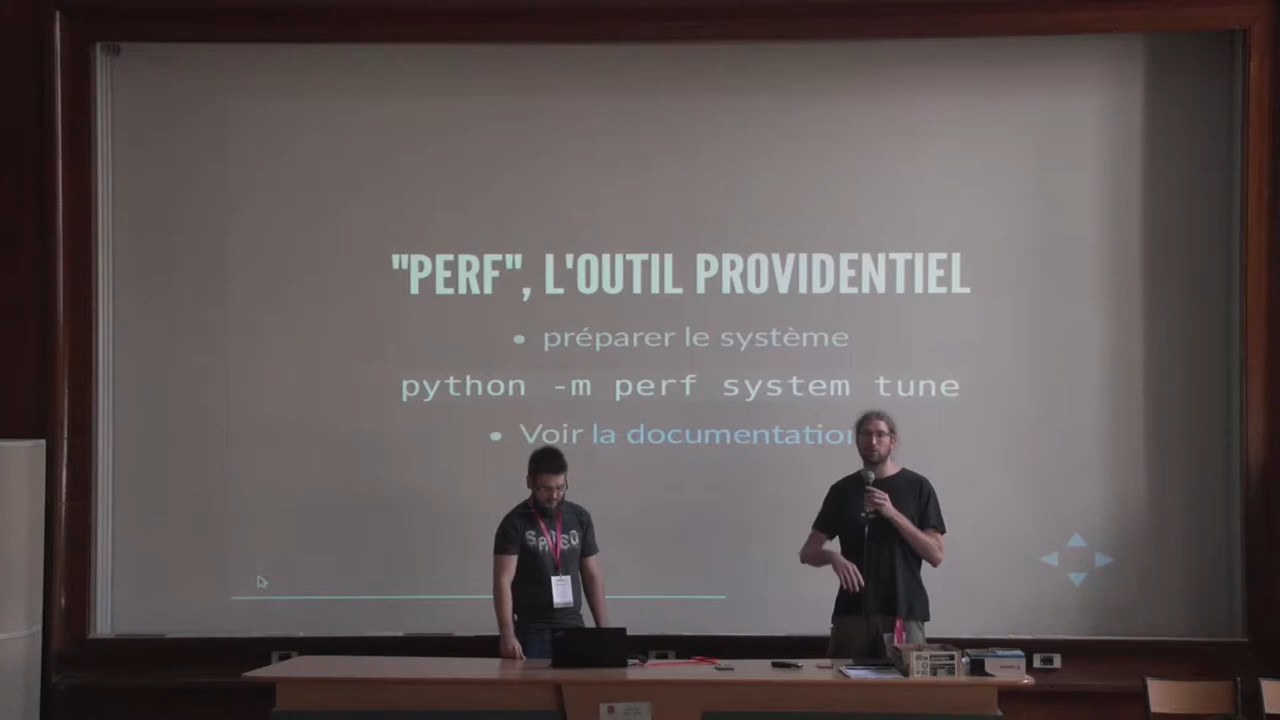 "PERF", L'OUTIL PROVIDENTIEL
• préparer le système
python -m perf system tune
• Voir la documentation